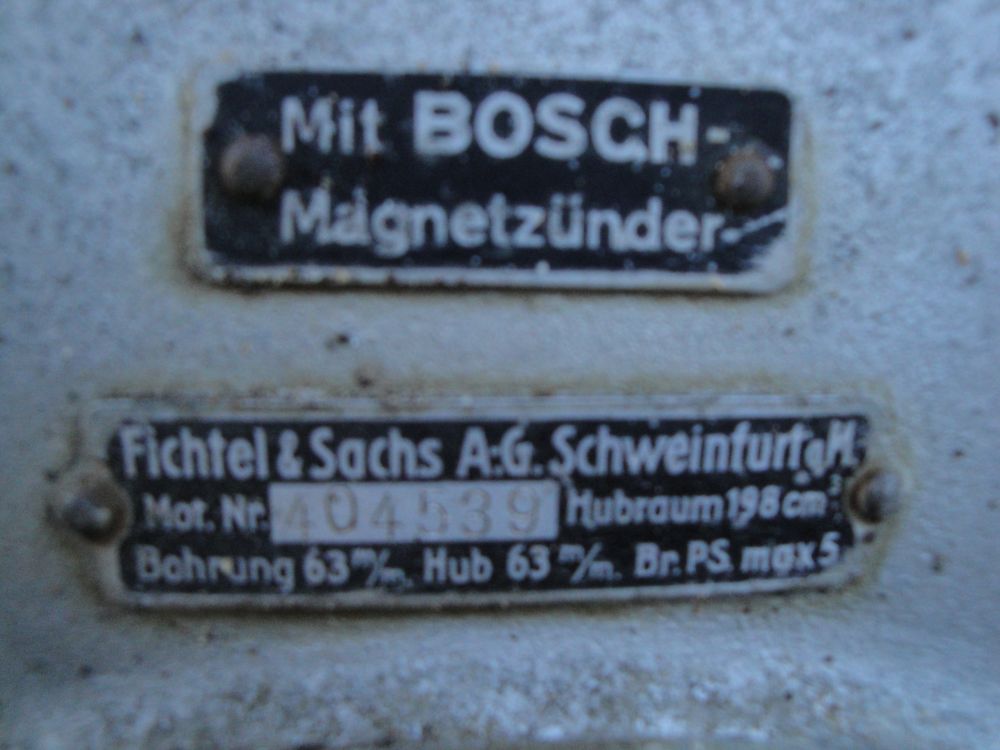 Mit BOSCH-
Magnetzünder
Fichtel & Sachs A.G. Schweinfurt a M.
Mot. Nr. 404539 Hubraum 198 cm³
Bohrung 63 m/m. Hub 63 m/m. Br. PS. max 5